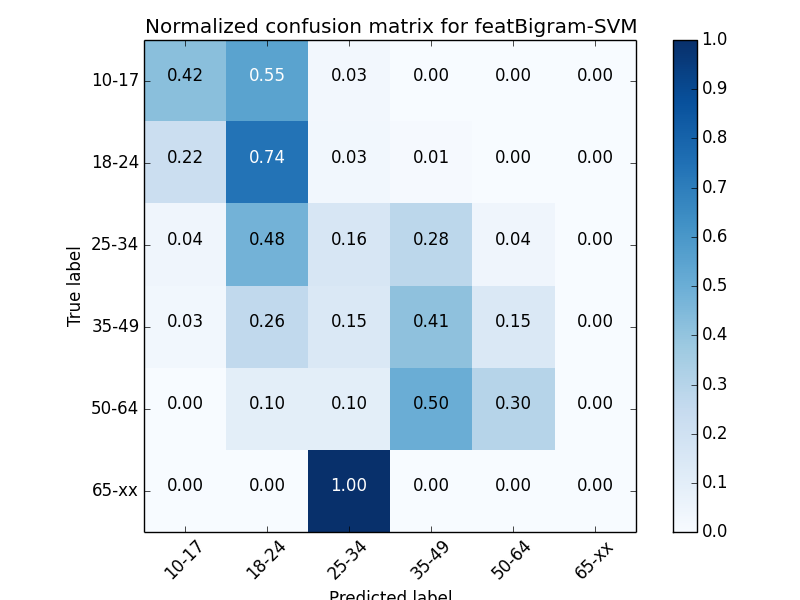 Normalized confusion matrix for featBigram-SVM
10-17 0.42 0.55 0.03 0.00 0.00 0.00
18-24 0.22 0.74 0.03 0.01 0.00 0.00
25-34 0.04 0.48 0.16 0.28 0.04 0.00
35-49 0.03 0.26 0.15 0.41 0.15 0.00
50-64 0.00 0.10 0.10 0.50 0.30 0.00
65-xx 0.00 0.00 1.00 0.00 0.00 0.00
10-17 18-24 25-34 35-49 50-64 65-xx
True label
Predicted label
1.0
0.9
0.8
0.7
0.6
0.5
0.4
0.3
0.2
0.1
0.0